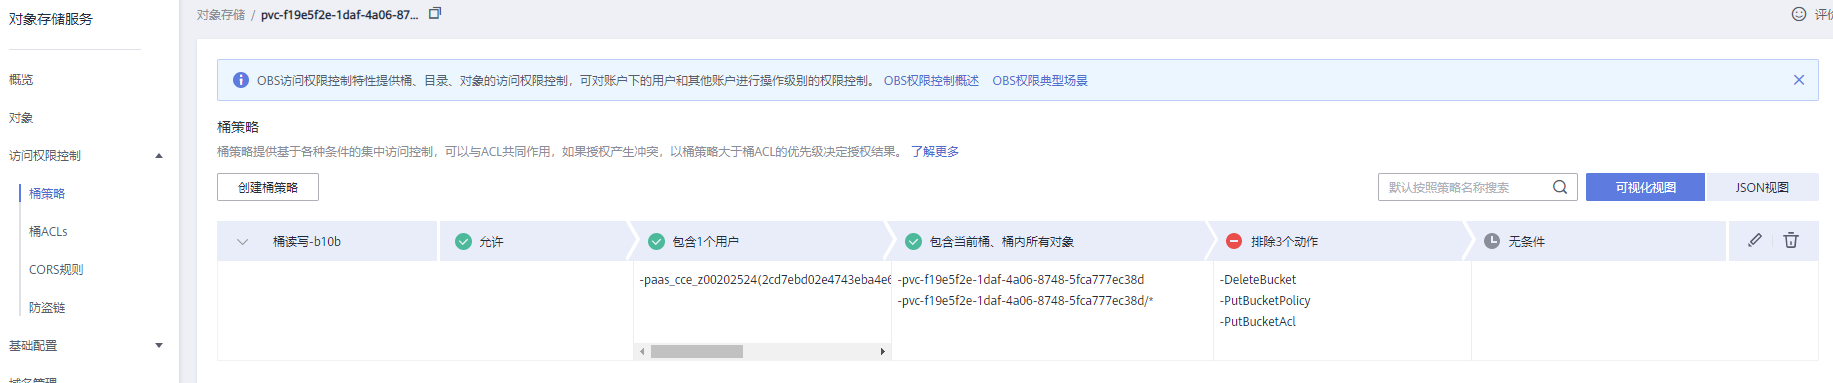 对象存储服务
对象存储 / pvc-f19e5f2e-1daf-4a06-87...
评价
概览
对象
访问权限控制
桶策略
桶ACLs
CORS规则
防盗链
基础配置
域名管理
OBS访问权限控制特性提供桶、目录、对象的访问权限控制，可对账户下的用户和其他账户进行操作级别的权限控制。 OBS权限控制概述 OBS权限典型场景
桶策略
桶策略提供基于各种条件的集中访问控制，可以与ACL共同作用，如果授权产生冲突，以桶策略大于桶ACL的优先级决定授权结果。 了解更多
创建桶策略
默认按照策略名称搜索
可视化视图
JSON视图
桶读写-b10b
允许
包含1个用户
包含当前桶、桶内所有对象
排除3个动作
无条件
-paas_cce_z00202524(2cd7ebd02e4743eba4e6
-pvc-f19e5f2e-1daf-4a06-8748-5fca777ec38d
-pvc-f19e5f2e-1daf-4a06-8748-5fca777ec38d/*
-DeleteBucket
-PutBucketPolicy
-PutBucketAcl